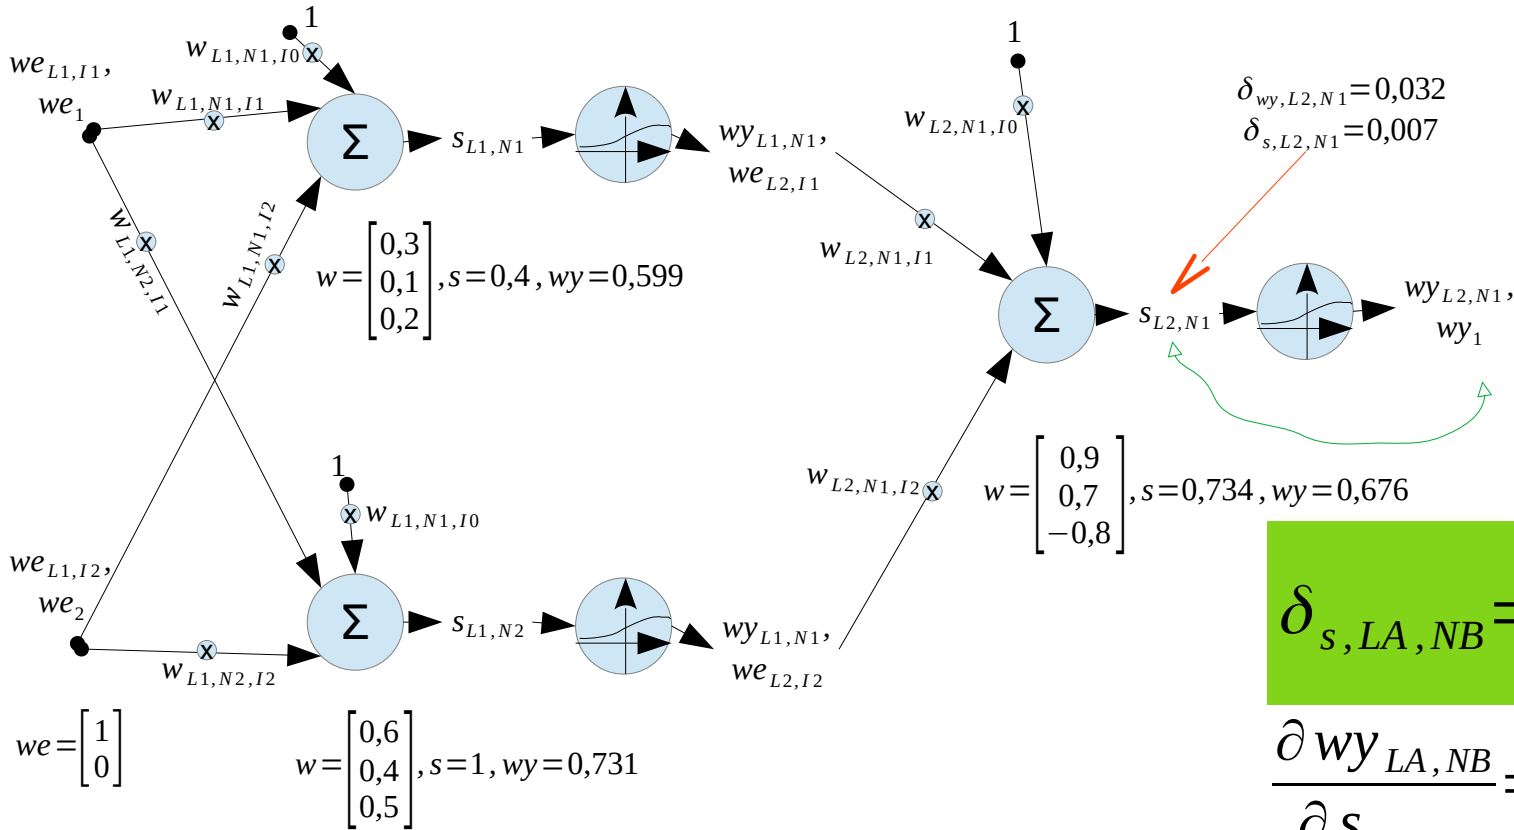 1
w L1,N1,I0
we L1,I1,
we 1
w L1,N1,I1
x
x
Σ
s L1,N1
wy L1,N1,
we L2,I1
1
w L2,N1,I0
x
δ wy,L2,N1 =0,032
δ s,L2,N1 =0,007
w L1,N2,I1
x
w L1,N1,I2
x
w=[0,3
0,1
0,2], s=0,4, wy=0,599
x
w L2,N1,I1
Σ
s L2,N1
wy L2,N1,
wy 1
1
x
w L1,N1,I0
w L2,N1,I2
x
w=[0,9
0,7
−0,8], s=0,734, wy=0,676
we L1,I2,
we 2
Σ
s L1,N2
wy L1,N1,
we L2,I2
x
w L1,N2,I2
we=[1
0]
w=[0,6
0,4
0,5], s=1, wy=0,731
δ s,LA,NB =
∂ wy LA,NB
=
∂ s